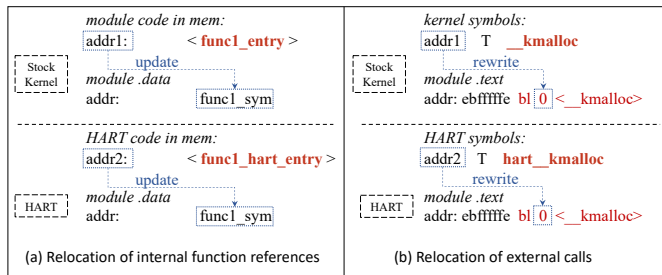 module code in mem:
addr1: < func1_entry >
update
Stock
Kernel
module .data
addr: func1_sym
HART code in mem:
addr2: < func1_hart_entry >
update
HART
module .data
addr: func1_sym
(a) Relocation of internal function references
kernel symbols:
addr1 T __kmalloc
rewrite
Stock
Kernel
module .text
addr: ebfffffe bl 0 <__kmalloc>
HART symbols:
addr2 T hart__kmalloc
rewrite
HART
module .text
addr: ebfffffe bl 0 <__kmalloc>
(b) Relocation of external calls